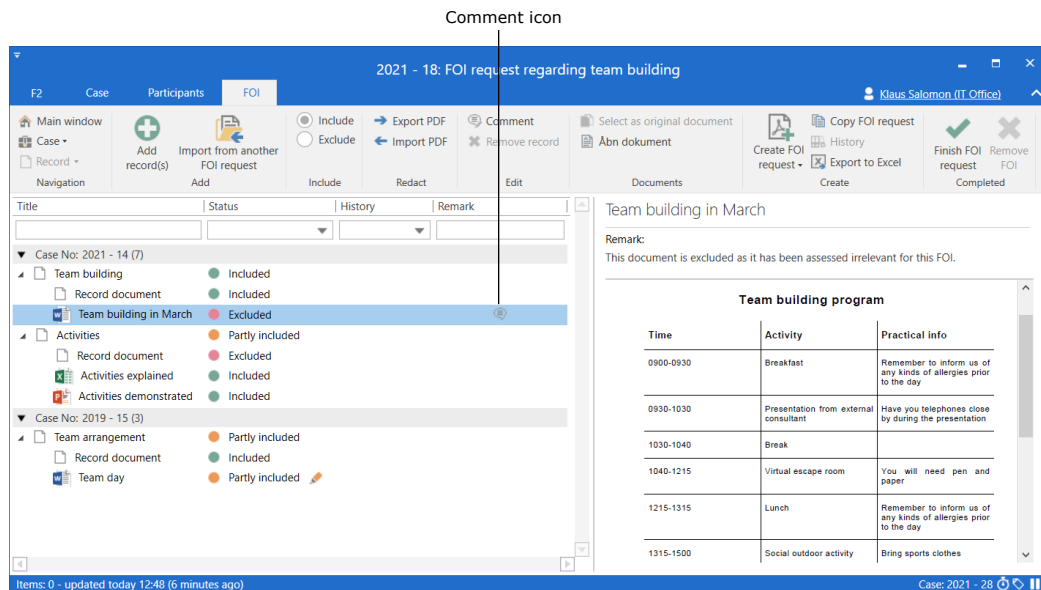 Comment icon
2021 - 18: FOI request regarding team building
F2 Case Participants FOI
Klaus Salomon (IT Office)
Main window
Case
Record
Navigation
Add record(s)
Import from another FOI request
Add
Include
Exclude
Include
Export PDF
Import PDF
Redact
Comment
Remove record
Edit
Select as original document
Åbn dokument
Documents
Create FOI request
Copy FOI request
History
Export to Excel
Create
Finish FOI request
Remove FOI
Completed
Title Status History Remark
Case No: 2021 - 14 (7)
Team building Included
Record document Included
Team building in March Excluded
Activities Partly included
Record document Excluded
Activities explained Included
Activities demonstrated Included
Case No: 2019 - 15 (3)
Team arrangement Partly included
Record document Included
Team day Partly included
Team building in March
Remark:
This document is excluded as it has been assessed irrelevant for this FOI.
Team building program
Time Activity Practical info
0900-0930 Breakfast Remember to inform us of
any kinds of allergies prior
to the day
0930-1030 Presentation from external Have you telephones close
consultant by during the presentation
1030-1040 Break
1040-1215 Virtual escape room You will need pen and
paper
1215-1315 Lunch Remember to inform us of
any kinds of allergies prior
to the day
1315-1500 Social outdoor activity Bring sports clothes
Items: 0 - updated today 12:48 (6 minutes ago)
Case: 2021 - 28